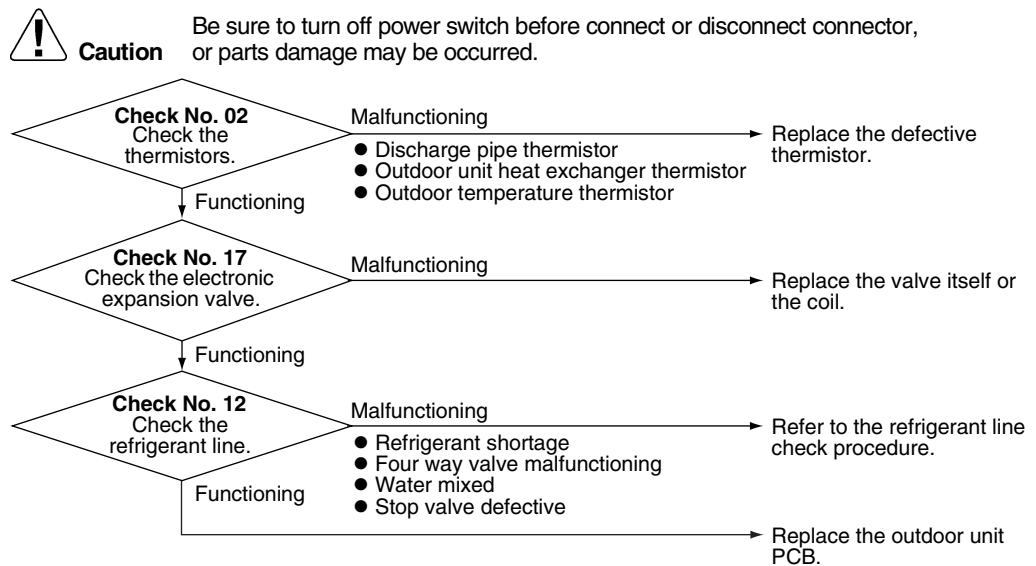 Be sure to turn off power switch before connect or disconnect connector,
Caution or parts damage may be occurred.
Check No. 02
Check the
thermistors.
Malfunctioning
● Discharge pipe thermistor
● Outdoor unit heat exchanger thermistor
● Outdoor temperature thermistor
Replace the defective
thermistor.
Functioning
Check No. 17
Check the electronic
expansion valve.
Malfunctioning
Replace the valve itself or
the coil.
Functioning
Check No. 12
Check the
refrigerant line.
Malfunctioning
● Refrigerant shortage
● Four way valve malfunctioning
● Water mixed
● Stop valve defective
Refer to the refrigerant line
check procedure.
Functioning
Replace the outdoor unit
PCB.